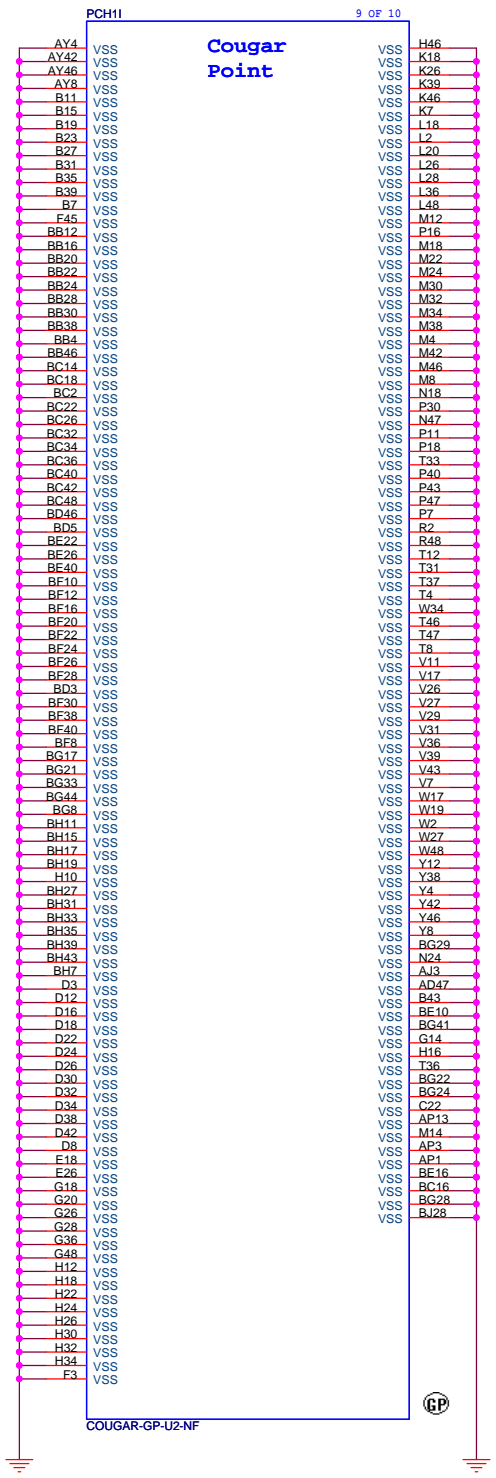 PCH1I 9 OF 10
Cougar
Point
AY4 VSS VSS H46
AY42 VSS VSS K18
AY46 VSS VSS K26
AY8 VSS VSS K39
B11 VSS VSS K46
B15 VSS VSS K7
B19 VSS VSS L18
B23 VSS VSS L2
B27 VSS VSS L20
B31 VSS VSS L26
B35 VSS VSS L28
B39 VSS VSS L36
B7 VSS VSS L48
F45 VSS VSS M12
BB12 VSS VSS P16
BB16 VSS VSS M18
BB20 VSS VSS M22
BB22 VSS VSS M24
BB24 VSS VSS M30
BB28 VSS VSS M32
BB30 VSS VSS M34
BB38 VSS VSS M38
BB4 VSS VSS M4
BB46 VSS VSS M42
BC14 VSS VSS M46
BC18 VSS VSS M8
BC2 VSS VSS N18
BC22 VSS VSS P30
BC26 VSS VSS N47
BC32 VSS VSS P11
BC34 VSS VSS P18
BC36 VSS VSS T33
BC40 VSS VSS P40
BC42 VSS VSS P43
BC48 VSS VSS P47
BD46 VSS VSS P7
BD5 VSS VSS R2
BE22 VSS VSS R48
BE26 VSS VSS T12
BE40 VSS VSS T31
BF10 VSS VSS T37
BF12 VSS VSS T4
BF16 VSS VSS W34
BF20 VSS VSS T46
BF22 VSS VSS T47
BF24 VSS VSS T8
BF26 VSS VSS V11
BF28 VSS VSS V17
BD3 VSS VSS V26
BF30 VSS VSS V27
BF38 VSS VSS V29
BF40 VSS VSS V31
BF8 VSS VSS V36
BG17 VSS VSS V39
BG21 VSS VSS V43
BG33 VSS VSS V7
BG44 VSS VSS W17
BG8 VSS VSS W19
BH11 VSS VSS W2
BH15 VSS VSS W27
BH17 VSS VSS W48
BH19 VSS VSS Y12
H10 VSS VSS Y38
BH27 VSS VSS Y4
BH31 VSS VSS Y42
BH33 VSS VSS Y46
BH35 VSS VSS Y8
BH39 VSS VSS BG29
BH43 VSS VSS N24
BH7 VSS VSS AJ3
D3 VSS VSS AD47
D12 VSS VSS B43
D16 VSS VSS BE10
D18 VSS VSS BG41
D22 VSS VSS G14
D24 VSS VSS H16
D26 VSS VSS T36
D30 VSS VSS BG22
D32 VSS VSS BG24
D34 VSS VSS C22
D38 VSS VSS AP13
D42 VSS VSS M14
D8 VSS VSS AP3
E18 VSS VSS AP1
E26 VSS VSS BE16
G18 VSS VSS BC16
G20 VSS VSS BG28
G26 VSS VSS BJ28
G28 VSS
G36 VSS
G48 VSS
H12 VSS
H18 VSS
H22 VSS
H24 VSS
H26 VSS
H30 VSS
H32 VSS
H34 VSS
F3 VSS
GP
COUGAR-GP-U2-NF